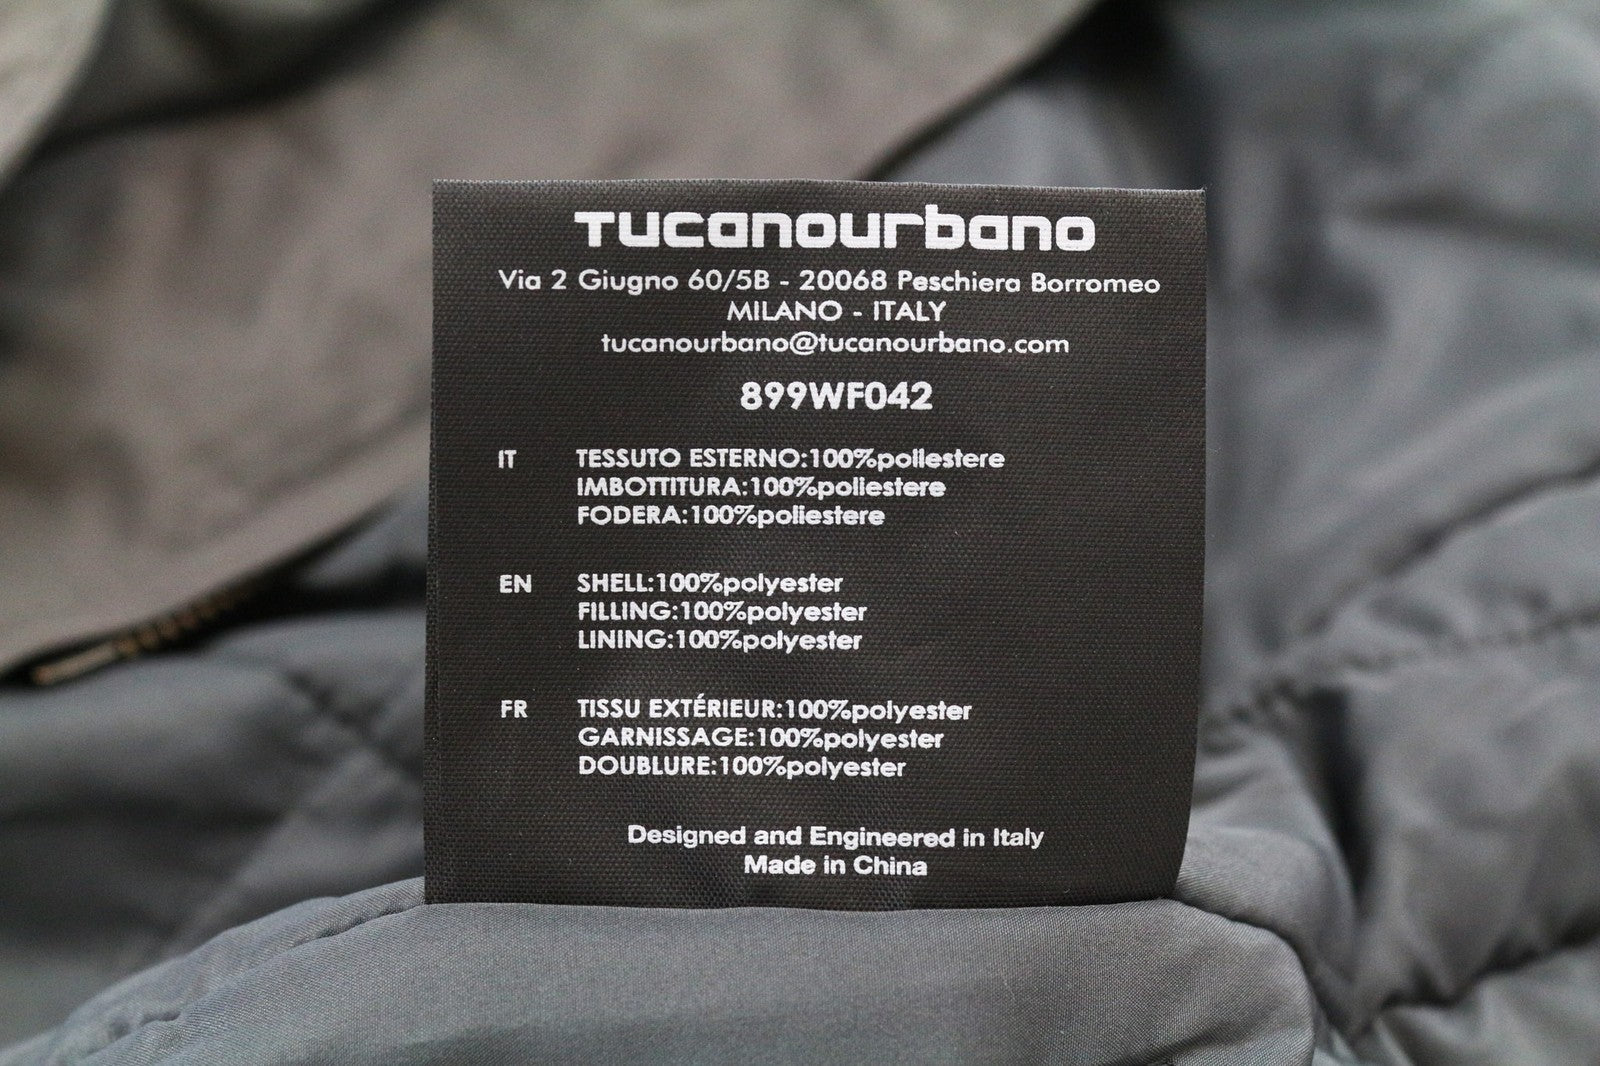 TUCANOURBANO
Via 2 Giugno 60/5B - 20068 Peschiera Borromeo
MILANO - ITALY
tucanourbano@tucanourbano.com
899WF042
IT TESSUTO ESTERNO:100%poliestere
IMBOTTITURA:100%poliestere
FODERA:100%poliestere
EN SHELL:100%polyester
FILLING:100%polyester
LINING:100%polyester
FR TISSU EXTÉRIEUR:100%polyester
GARNISSAGE:100%polyester
DOUBLURE:100%polyester
Designed and Engineered in Italy
Made in China